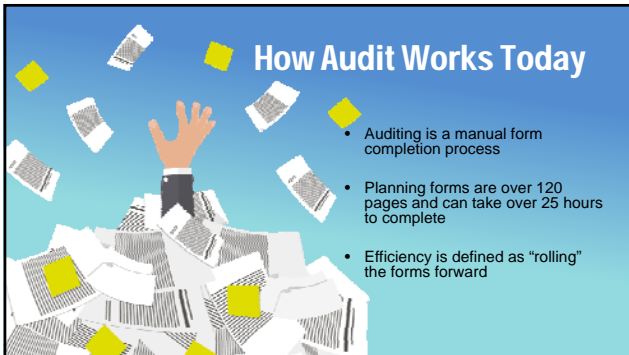 How Audit Works Today
• Auditing is a manual form
completion process
• Planning forms are over 120
pages and can take over 25 hours
to complete
• Efficiency is defined as “rolling”
the forms forward